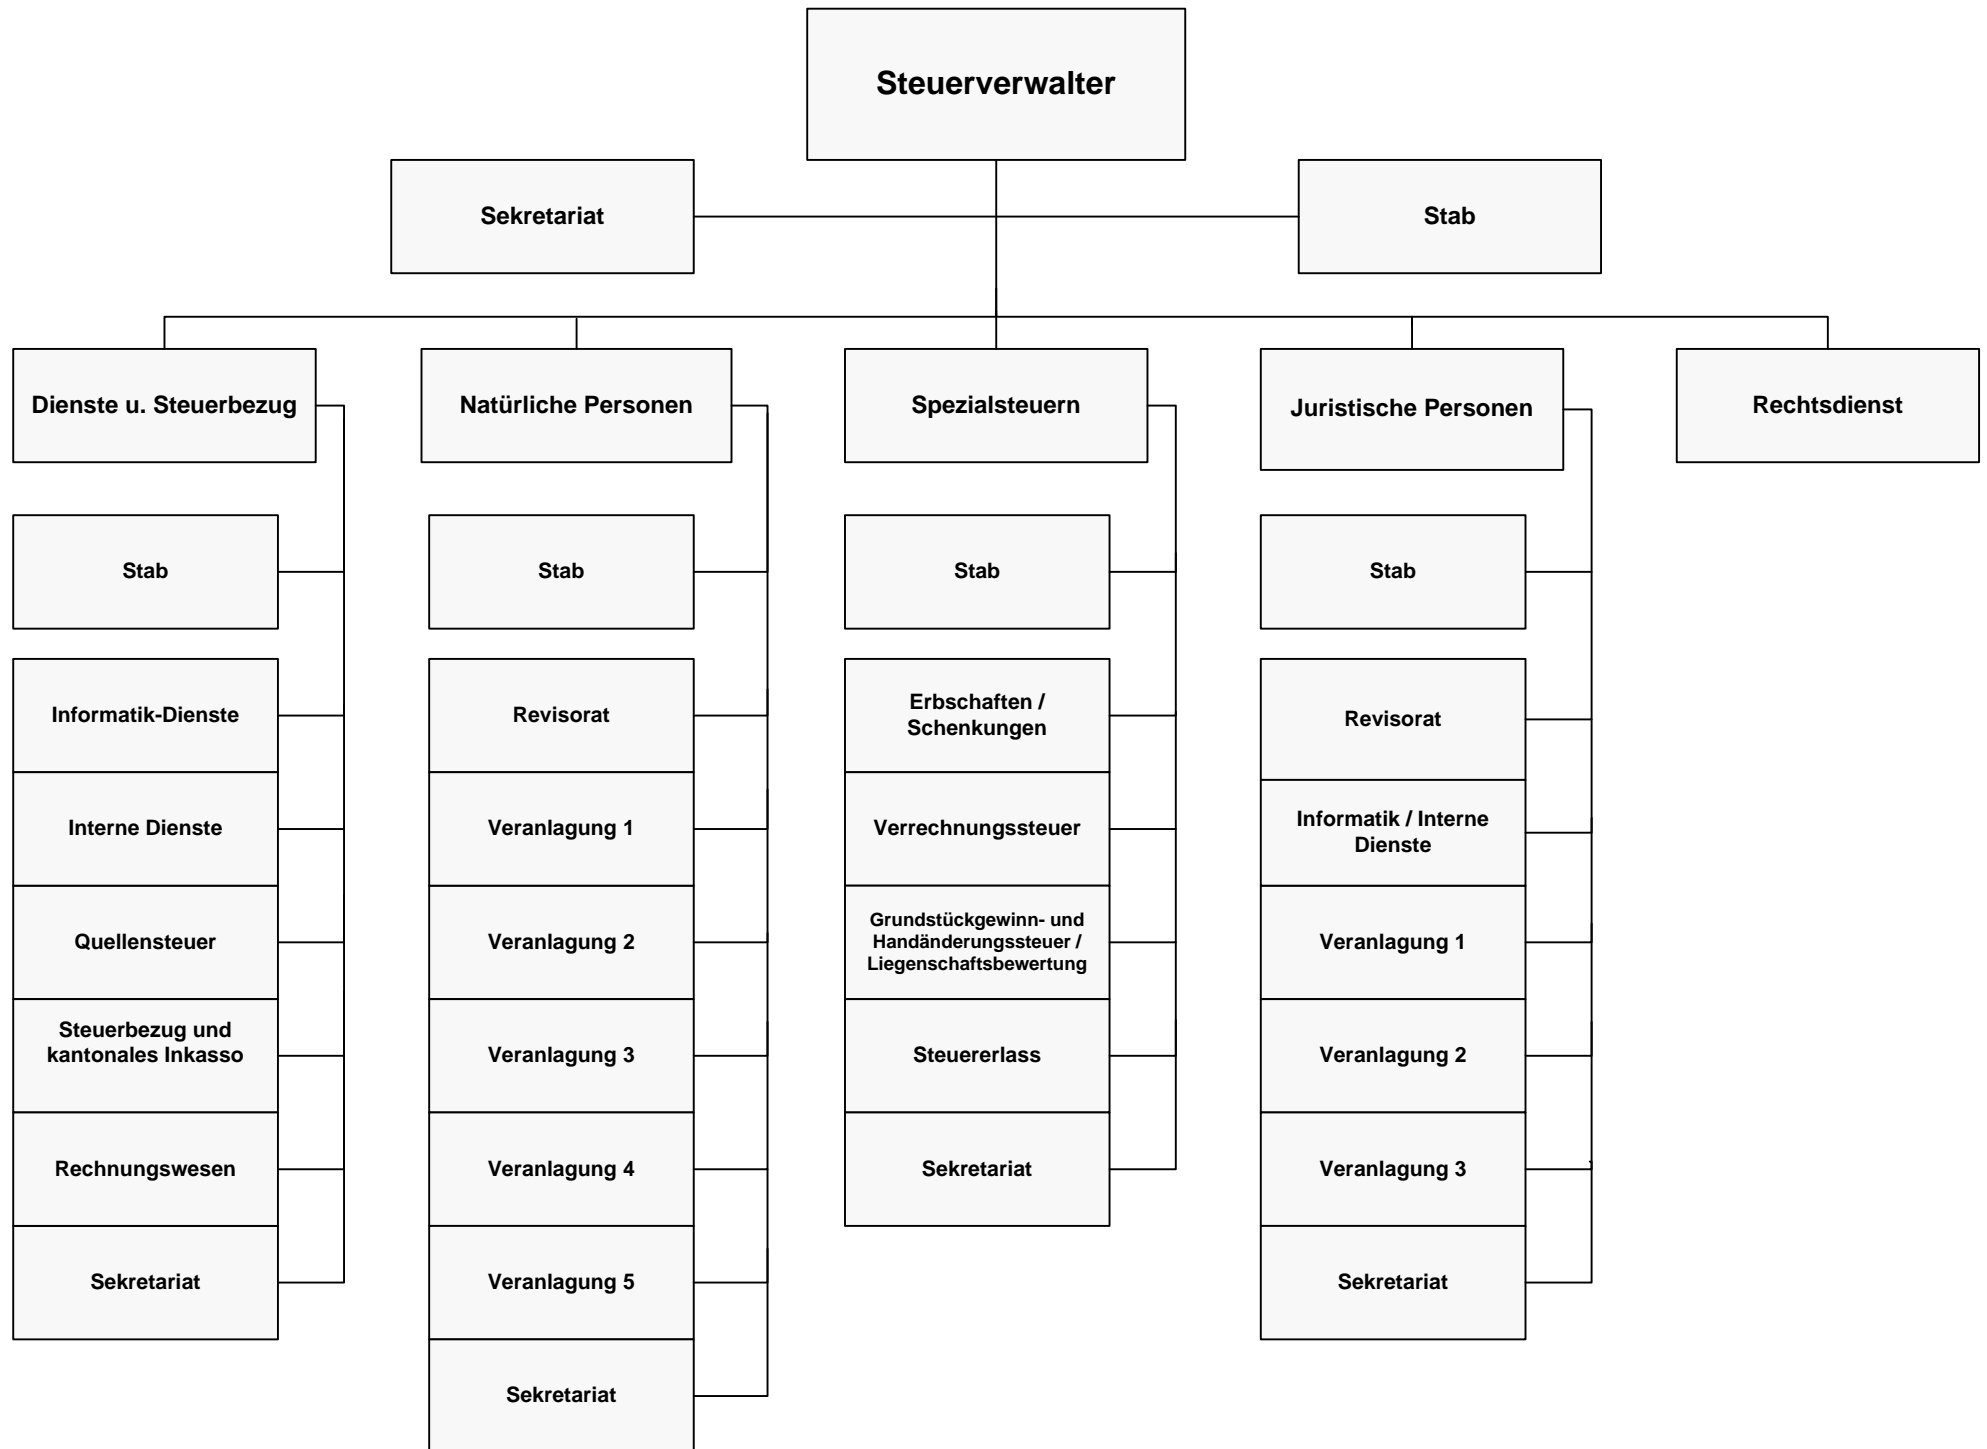 Steuerverwalter
Sekretariat
Stab
Dienste u. Steuerbezug
Natürliche Personen
Spezialsteuern
Juristische Personen
Rechtsdienst
Stab
Informatik-Dienste
Interne Dienste
Quellensteuer
Steuerbezug und
kantonales Inkasso
Rechnungswesen
Sekretariat
Stab
Revisorat
Veranlagung 1
Veranlagung 2
Veranlagung 3
Veranlagung 4
Veranlagung 5
Sekretariat
Stab
Erbschaften /
Schenkungen
Verrechnungssteuer
Grundstückgewinn- und
Handänderungssteuer /
Liegenschaftsbewertung
Steuererlass
Sekretariat
Stab
Revisorat
Informatik / Interne
Dienste
Veranlagung 1
Veranlagung 2
Veranlagung 3
Sekretariat